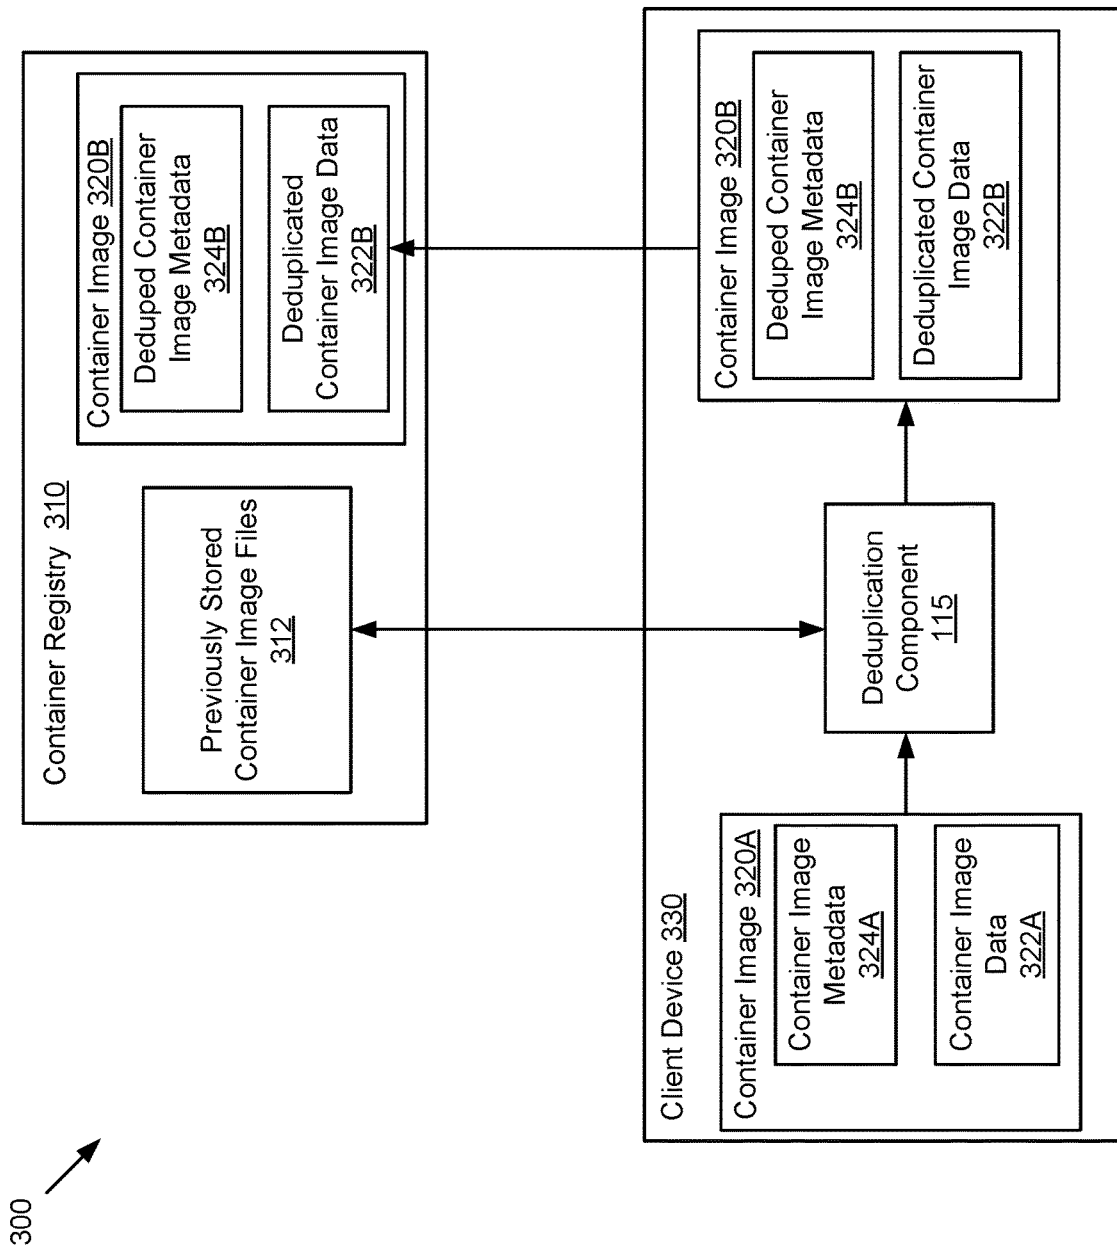 300
Container Registry 310
Previously Stored
Container Image Files
312
Container Image 320B
Deduped Container
Image Metadata
324B
Deduplicated
Container Image Data
322B
Client Device 330
Container Image 320A
Container Image
Metadata
324A
Container Image
Data
322A
Deduplication
Component
115
Container Image 320B
Deduped Container
Image Metadata
324B
Deduplicated Container
Image Data
322B